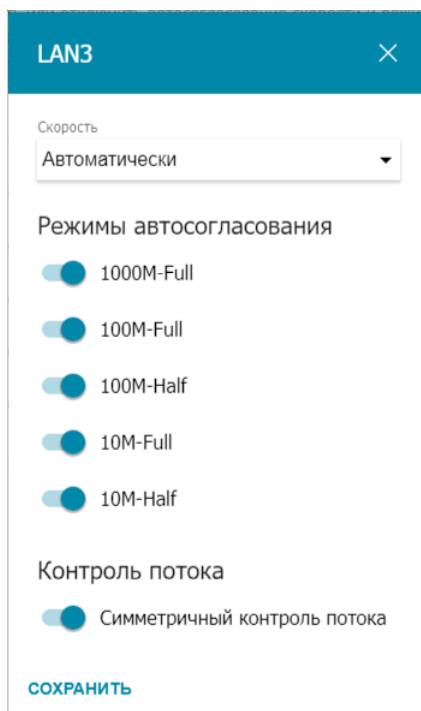 LAN3
Скорость
Автоматически
Режимы автосогласования
1000M-Full
100M-Full
100M-Half
10M-Full
10M-Half
Контроль потока
Симметричный контроль потока
СОХРАНИТЬ